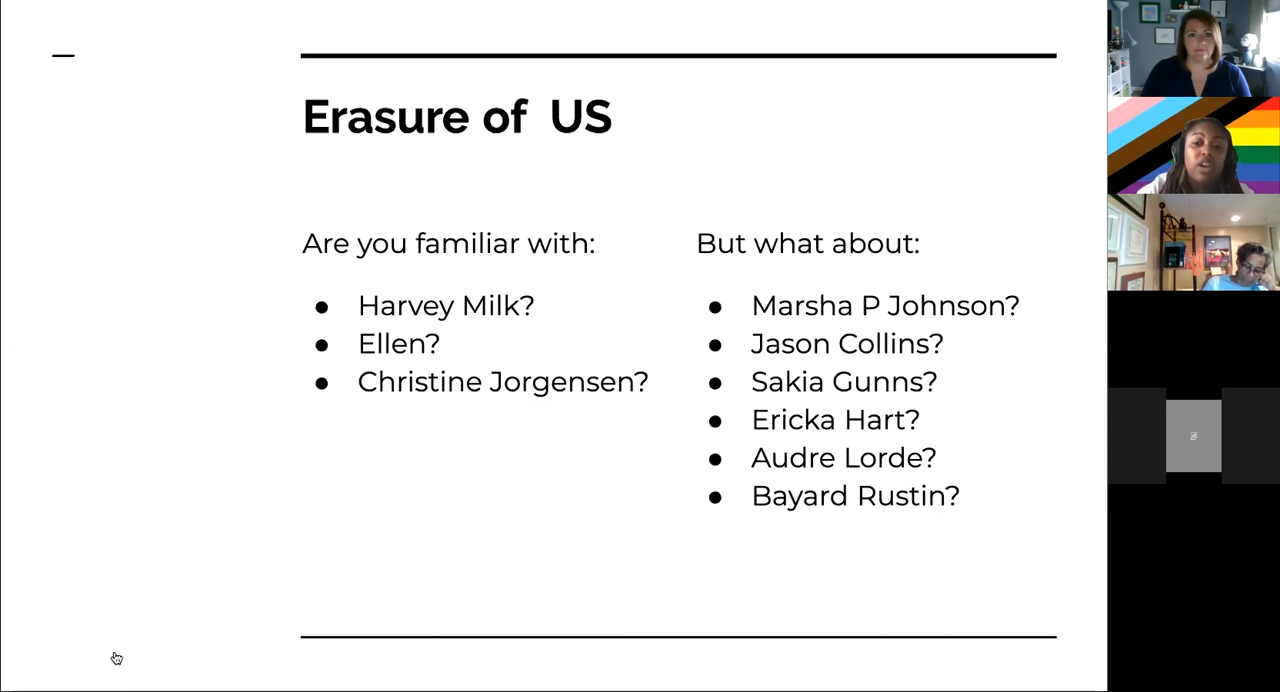 Erasure of  US
Are you familiar with:
● Harvey Milk?
● Ellen?
● Christine Jorgensen?
But what about:
● Marsha P Johnson?
● Jason Collins?
● Sakia Gunns?
● Ericka Hart?
● Audre Lorde?
● Bayard Rustin?